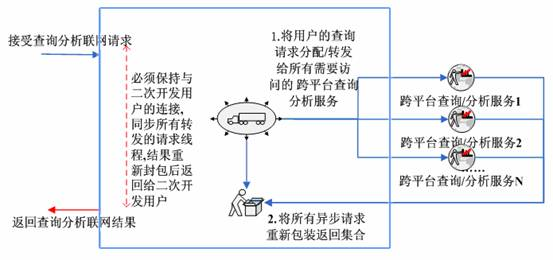 接受查询分析联网请求
1.将用户的查询
请求分配/转发
给所有需要访
问的 跨平台查询
分析服务
必须保持与
二次开发用
户的连接,
同步所有转
发的请求线
程,结果重
新封包后返
回给二次开
发用户
跨平台查询/分析服务1
跨平台查询/分析服务2
跨平台查询/分析服务N
……
返回查询分析联网结果
2.将所有异步请求
重新包装返回集合